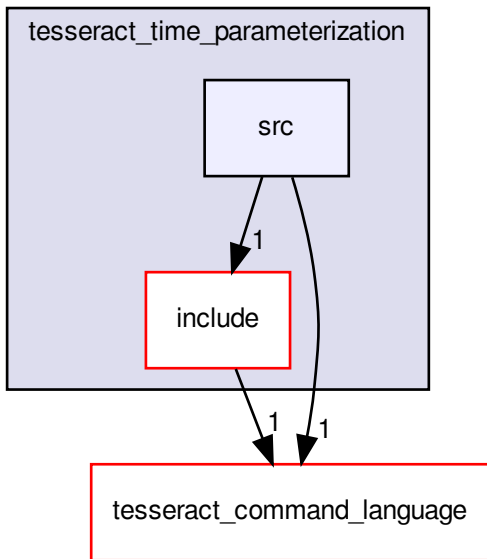 tesseract_time_parameterization
src
1
include
1
1
tesseract_command_language